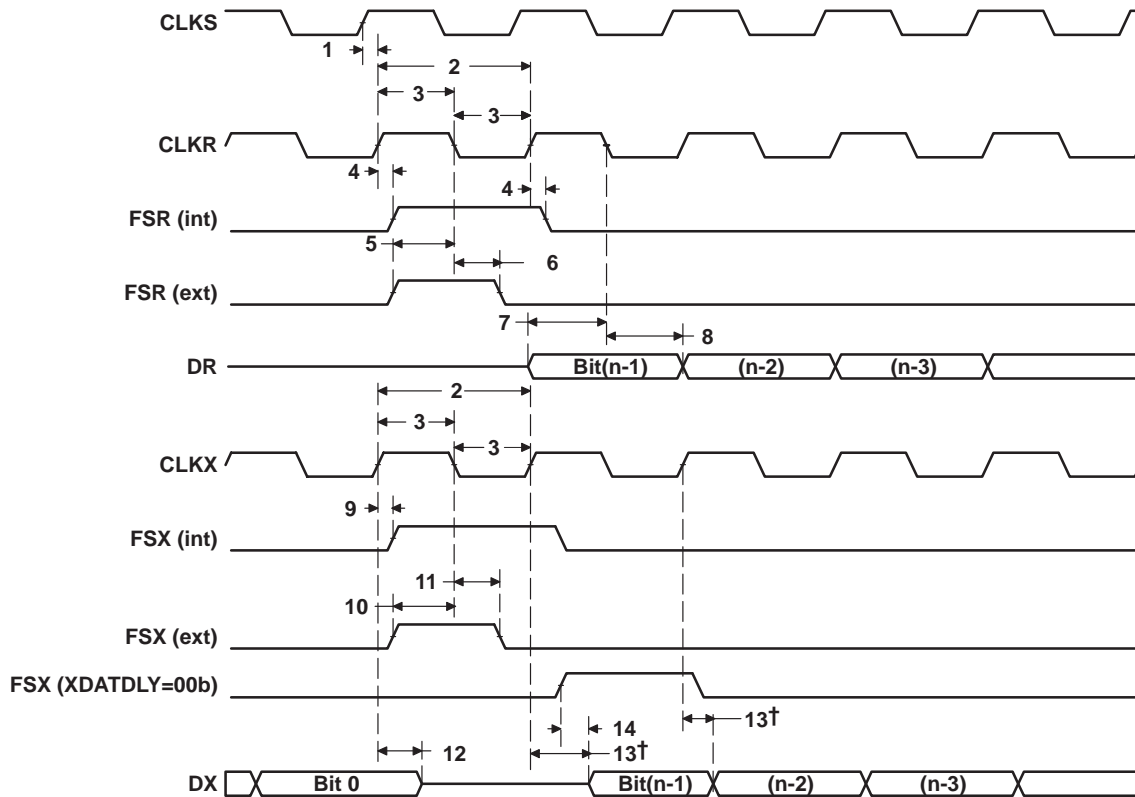 CLKS
1
2
3
3
CLKR
4
4
FSR (int)
5
6
FSR (ext)
7
8
DR
Bit(n-1)
(n-2)
(n-3)
2
3
3
CLKX
9
FSX (int)
11
10
FSX (ext)
FSX (XDATDLY=00b)
13†
14
12
13†
DX
Bit 0
Bit(n-1)
(n-2)
(n-3)